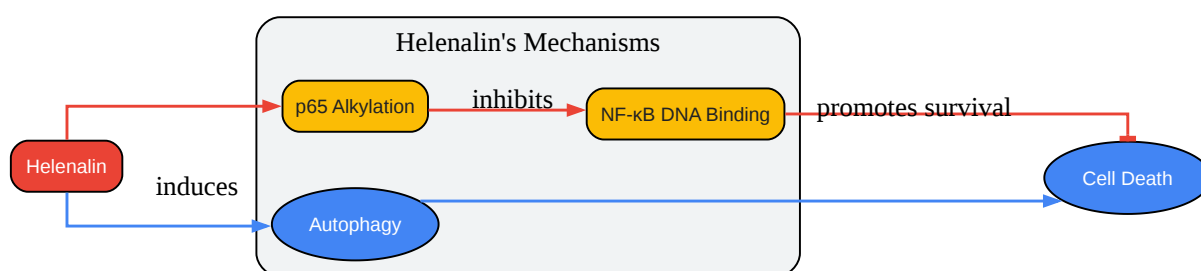 Helenalin's Mechanisms
p65 Alkylation
inhibits
NF-κB DNA Binding
promotes survival
Helenalin
induces
Autophagy
Cell Death